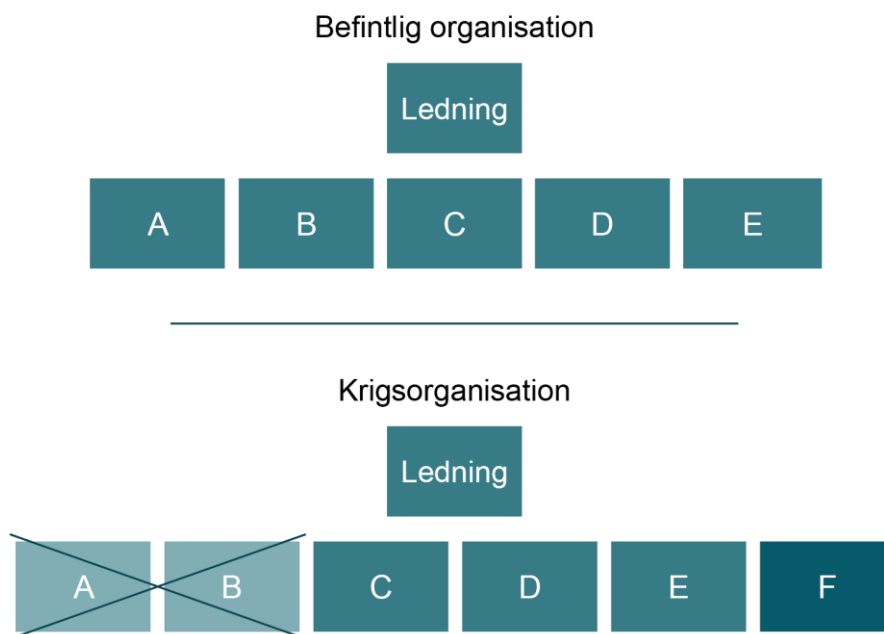 Befintlig organisation
Ledning
A B C D E
Krigsorganisation
Ledning
A B C D E F